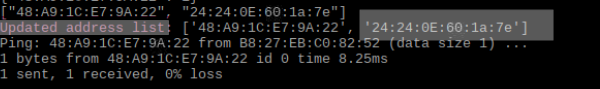 ["48:A9:1C:E7:9A:22", "24:24:0E:60:1a:7e"]
Updated address list: ['48:A9:1C:E7:9A:22', '24:24:0E:60:1a:7e']
Ping: 48:A9:1C:E7:9A:22 from B8:27:EB:C0:82:52 (data size 1) ...
1 bytes from 48:A9:1C:E7:9A:22 id 0 time 8.25ms
1 sent, 1 received, 0% loss